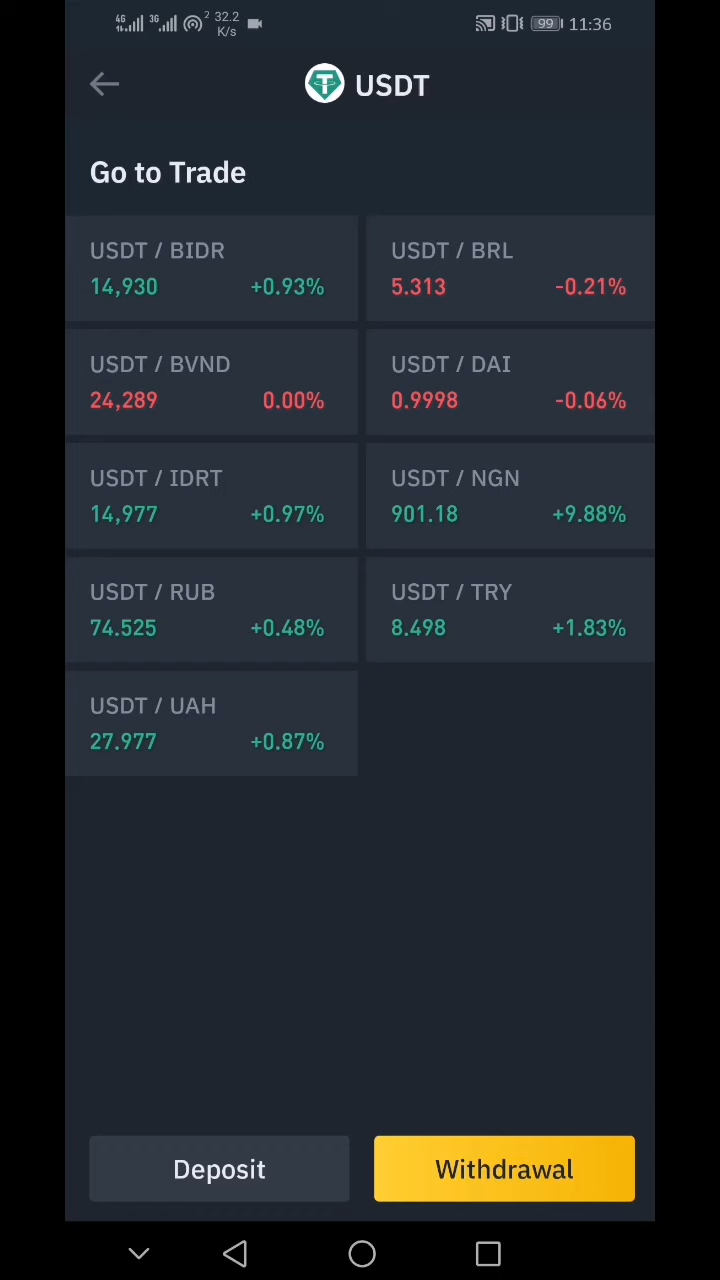 4G 3G 2 32.2 K/s 99 11:36
USDT
Go to Trade
USDT / BIDR
14,930 +0.93%
USDT / BRL
5.313 -0.21%
USDT / BVND
24,289 0.00%
USDT / DAI
0.9998 -0.06%
USDT / IDRT
14,977 +0.97%
USDT / NGN
901.18 +9.88%
USDT / RUB
74.525 +0.48%
USDT / TRY
8.498 +1.83%
USDT / UAH
27.977 +0.87%
Deposit
Withdrawal